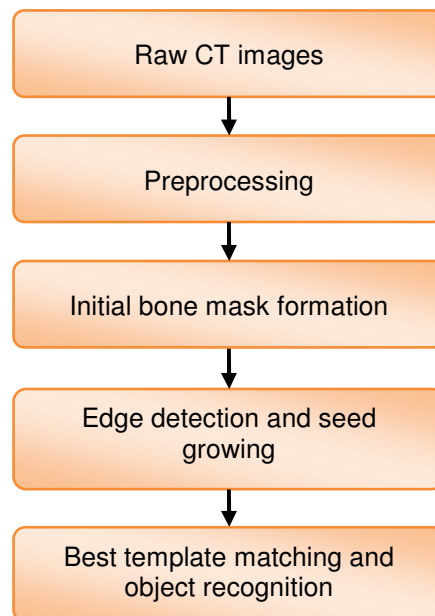 Raw CT images
Preprocessing
Initial bone mask formation
Edge detection and seed
growing
Best template matching and
object recognition